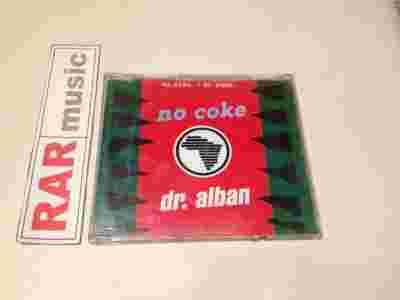 RAR music
no coke
dr. alban